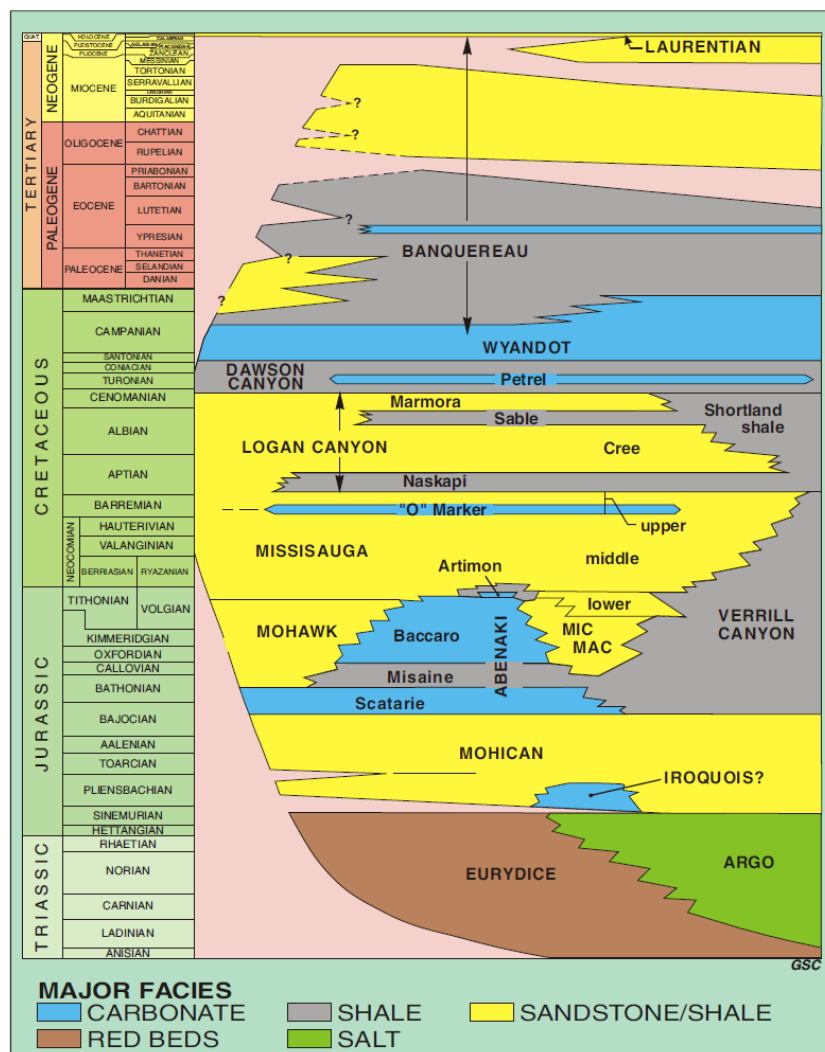 QUAT.
HOLOCENE
PLEISTOCENE
PLIOCENE
CALABRIAN
GELASIAN
PIACENZIAN
ZANCLEAN
MESSINIAN
TERTIARY
NEOGENE
MIOCENE
TORTONIAN
SERRAVALLIAN
BURDIGALIAN
AQUITANIAN
PALEOGENE
OLIGOCENE
CHATTIAN
RUPELIAN
EOCENE
PRIABONIAN
BARTONIAN
LUTETIAN
YPRESIAN
PALEOCENE
THANETIAN
SELANDIAN
DANIAN
CRETACEOUS
MAASTRICHTIAN
CAMPANIAN
SANTONIAN
CONIACIAN
TURONIAN
CENOMANIAN
ALBIAN
APTIAN
BARREMIAN
NEOCOMIAN
HAUTERIVIAN
VALANGINIAN
BERRIASIAN
RYAZANIAN
JURASSIC
TITHONIAN
VOLGIAN
KIMMERIDGIAN
OXFORDIAN
CALLOVIAN
BATHONIAN
BAJOCIAN
AALENIAN
TOARCIAN
PLIENSBACHIAN
SINEMURIAN
HETTANGIAN
TRIASSIC
RHAETIAN
NORIAN
CARNIAN
LADINIAN
ANISIAN
LAURENTIAN
?
?
?
?
?
BANQUEREAU
WYANDOT
DAWSON
CANYON
Petrel
Marmora
Sable
Shortland
shale
LOGAN CANYON
Cree
Naskapi
"O" Marker
upper
MISSISAUGA
middle
Artimon
lower
MOHAWK
Baccaro
ABENAKI
MIC
MAC
VERRILL
CANYON
Misaine
Scatarie
MOHICAN
IROQUOIS?
EURYDICE
ARGO
GSC
MAJOR FACIES
CARBONATE
SHALE
SANDSTONE/SHALE
RED BEDS
SALT